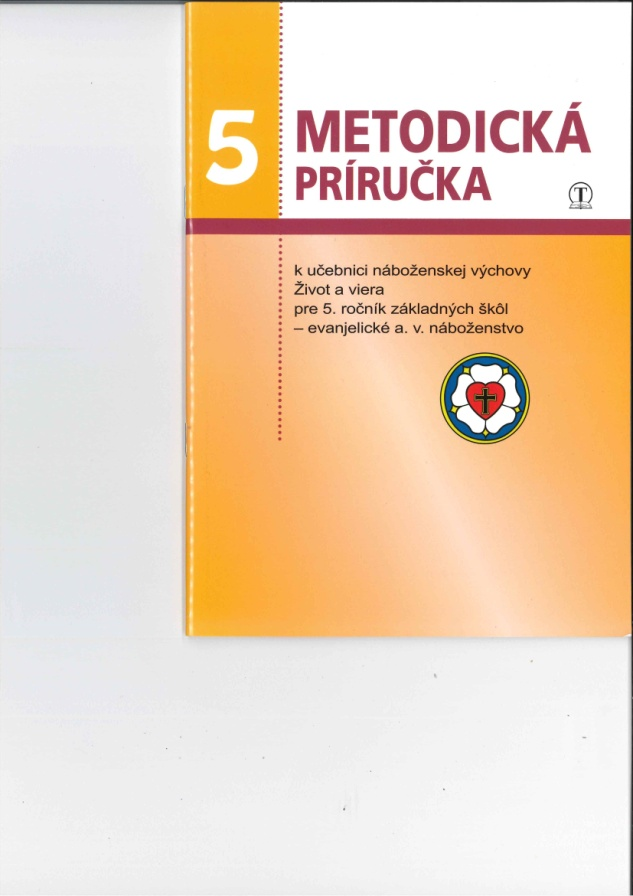 5
METODICKÁ
PRÍRUČKA
T
k učebnici náboženskej výchovy
Život a viera
pre 5. ročník základných škôl
– evanjelické a. v. náboženstvo